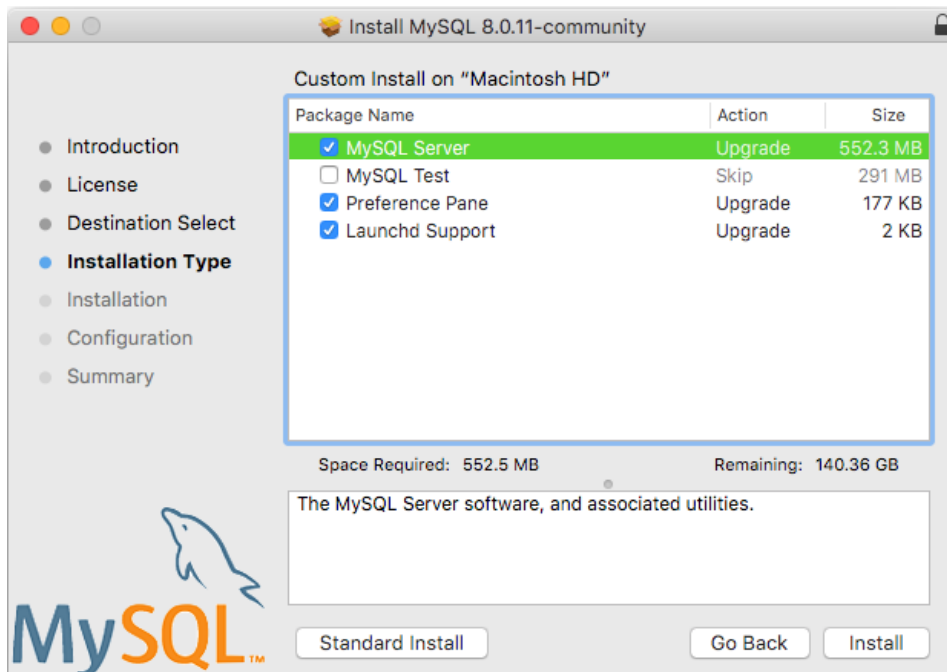 Install MySQL 8.0.11-community
Custom Install on “Macintosh HD”
Introduction
License
Destination Select
Installation Type
Installation
Configuration
Summary
Package Name Action Size
MySQL Server Upgrade 552.3 MB
MySQL Test Skip 291 MB
Preference Pane Upgrade 177 KB
Launchd Support Upgrade 2 KB
Space Required: 552.5 MB Remaining: 140.36 GB
The MySQL Server software, and associated utilities.
MySQL™
Standard Install Go Back Install